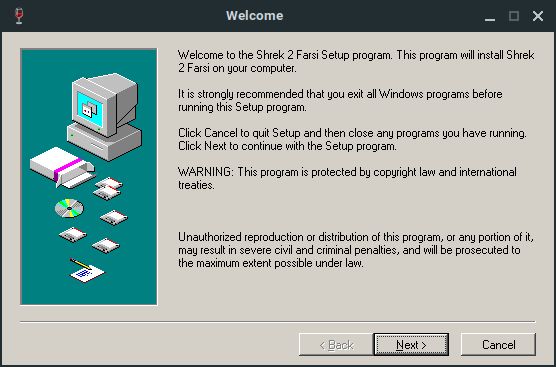 Welcome
Welcome to the Shrek 2 Farsi Setup program. This program will install Shrek
2 Farsi on your computer.
It is strongly recommended that you exit all Windows programs before
running this Setup program.
Click Cancel to quit Setup and then close any programs you have running.
Click Next to continue with the Setup program.
WARNING: This program is protected by copyright law and international
treaties.
Unauthorized reproduction or distribution of this program, or any portion of it,
may result in severe civil and criminal penalties, and will be prosecuted to
the maximum extent possible under law.
< Back Next > Cancel